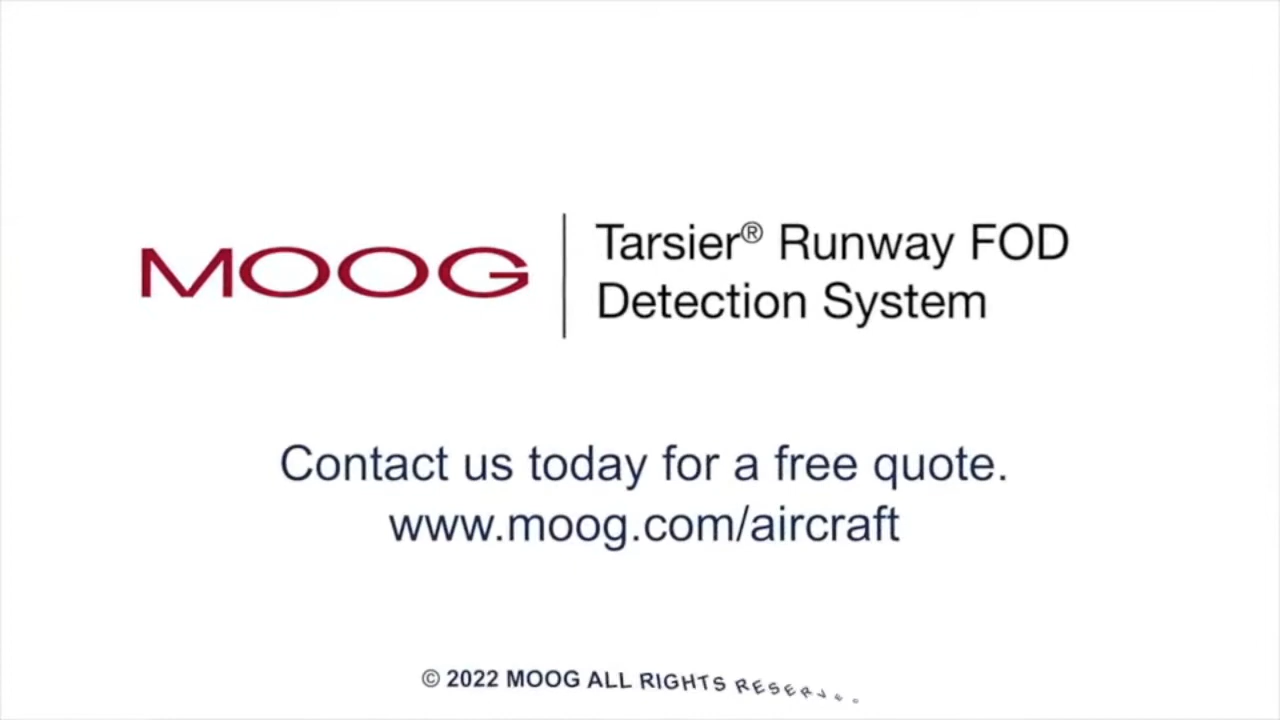 MOOG
Tarsier® Runway FOD
Detection System
Contact us today for a free quote.
www.moog.com/aircraft
© 2022 MOOG ALL RIGHTS RESERVED